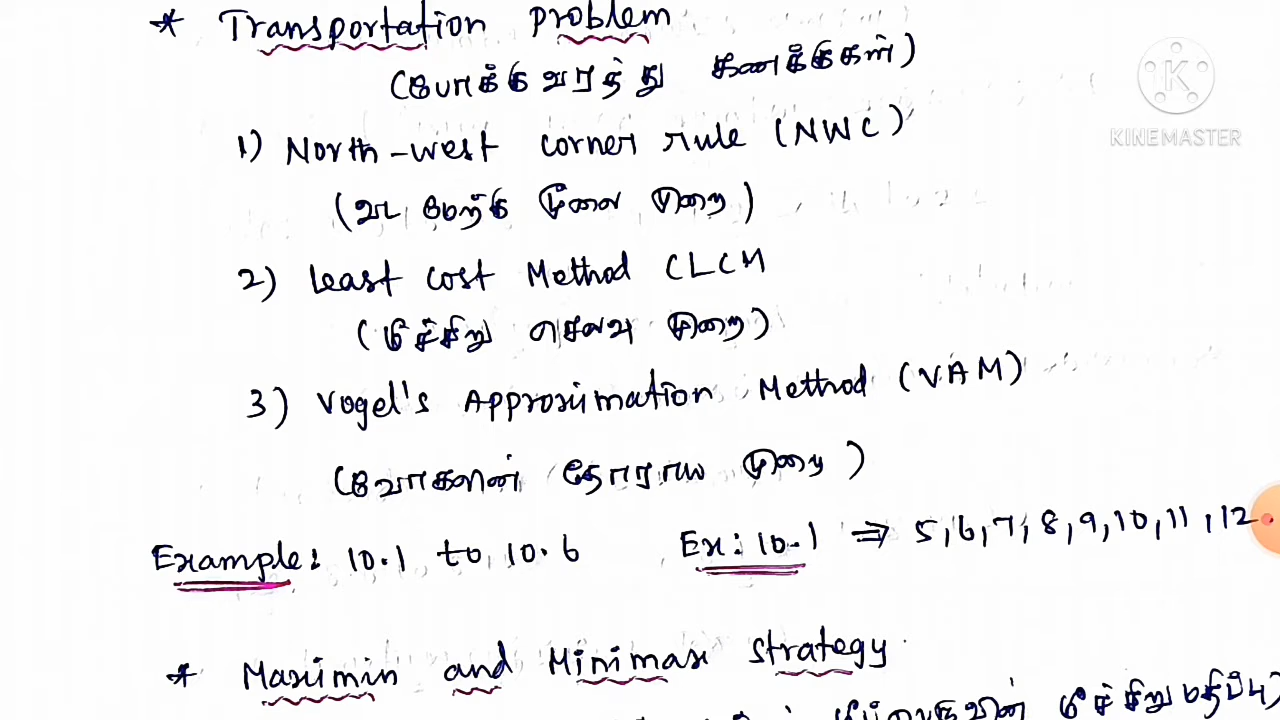 * Transportation problem
(போக்குவரத்து கணக்குகள்)
KINEMASTER
1) North-west corner rule (NWC)
(வட மேற்கு மூலை முறை)
2) Least cost Method (LCM
(மீச்சிறு செலவு முறை)
3) Vogel's Approximation Method (VAM)
(வோகலின் தோராய முறை)
Example: 10.1 to 10.6 Ex: 10.1 ⇒ 5,6,7,8,9,10,11,12
* Maximin and Minimax strategy
மீச்சிறு மதிப்பு)